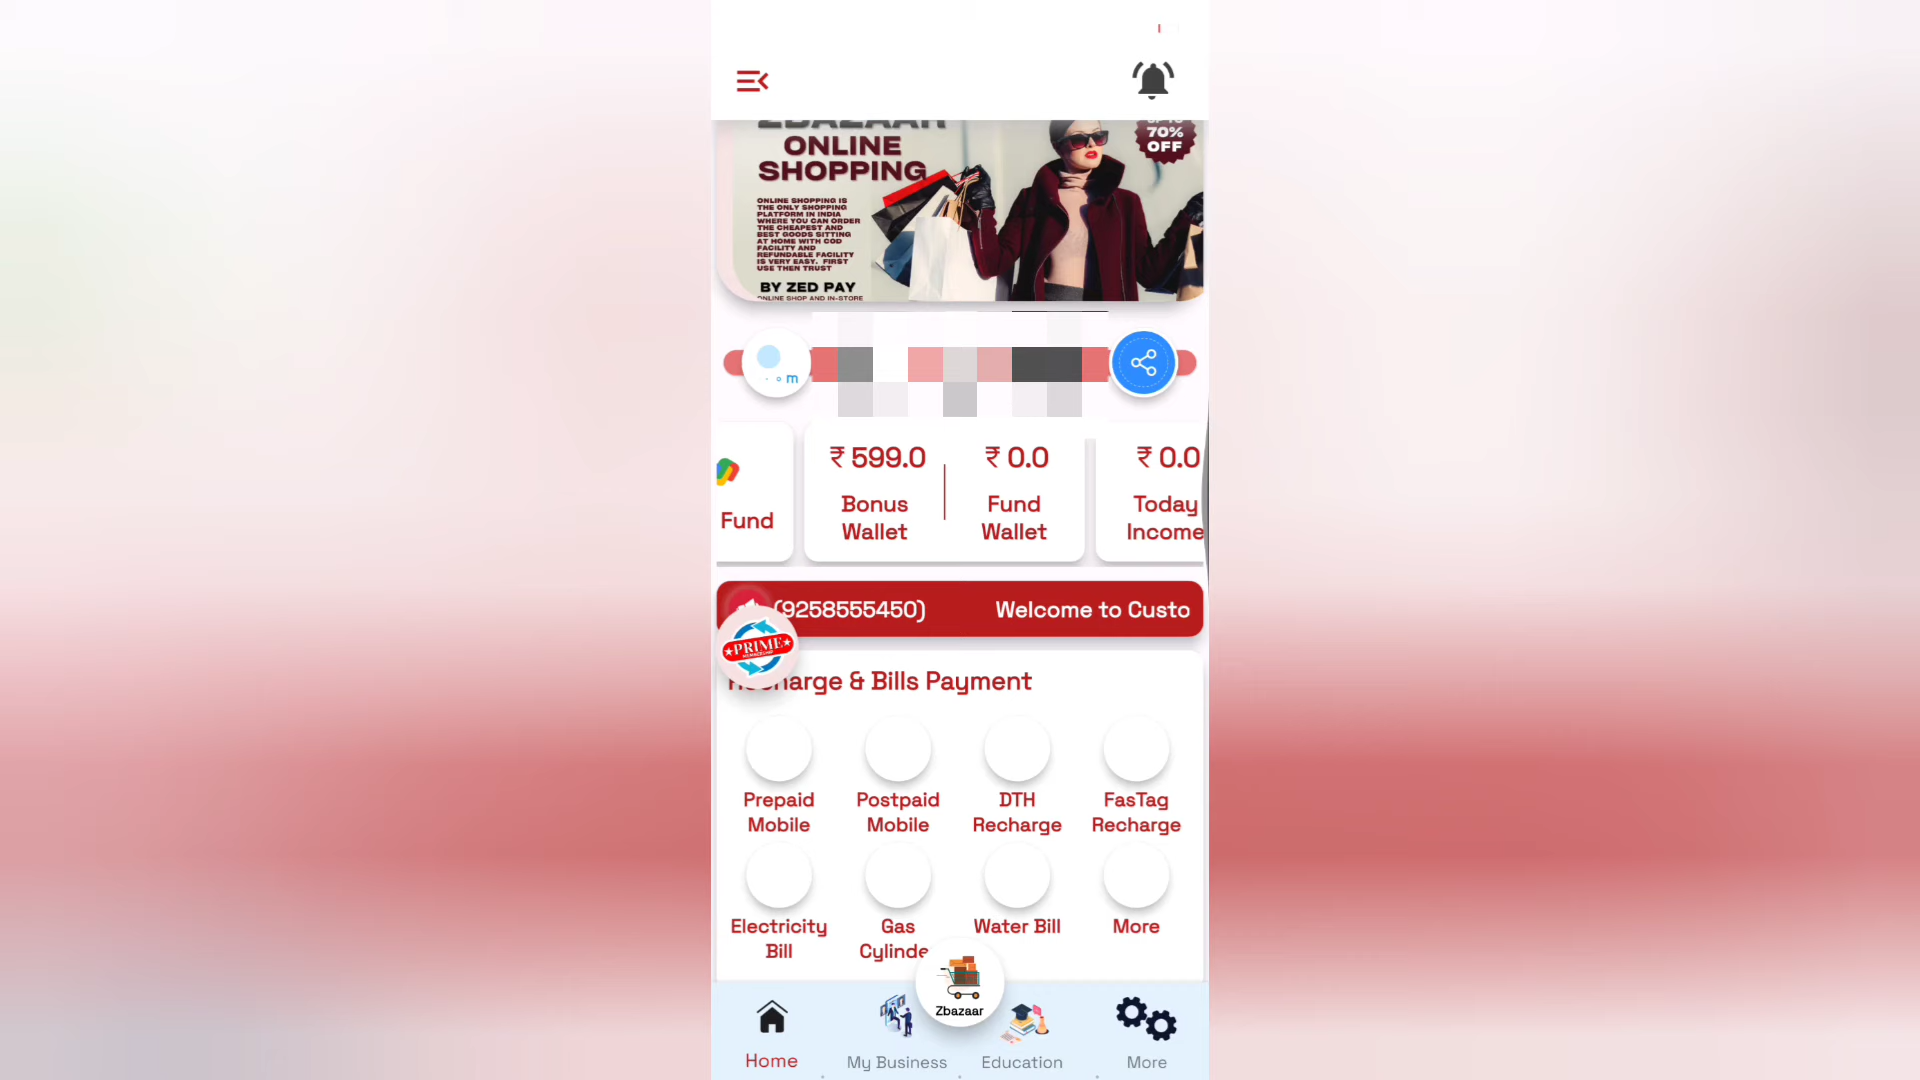 ZBAZAAR
ONLINE
SHOPPING
70%
OFF
ONLINE SHOPPING IS
THE ONLY SHOPPING
PLATFORM IN INDIA
WHERE YOU CAN ORDER
THE CHEAPEST AND
BEST GOODS SITTING
AT HOME WITH COD
FACILITY AND
REFUNDABLE FACILITY
IS VERY EASY. FIRST
USE THEN TRUST
BY ZED PAY
ONLINE SHOP AND IN-STORE
m
₹ 599.0
₹ 0.0
₹ 0.0
Fund
Bonus
Wallet
Fund
Wallet
Today
Income
(9258555450)
Welcome to Custo
PRIME
Recharge & Bills Payment
Prepaid
Mobile
Postpaid
Mobile
DTH
Recharge
FasTag
Recharge
Electricity
Bill
Gas
Cylinde
Water Bill
More
Zbazaar
Home
My Business
Education
More